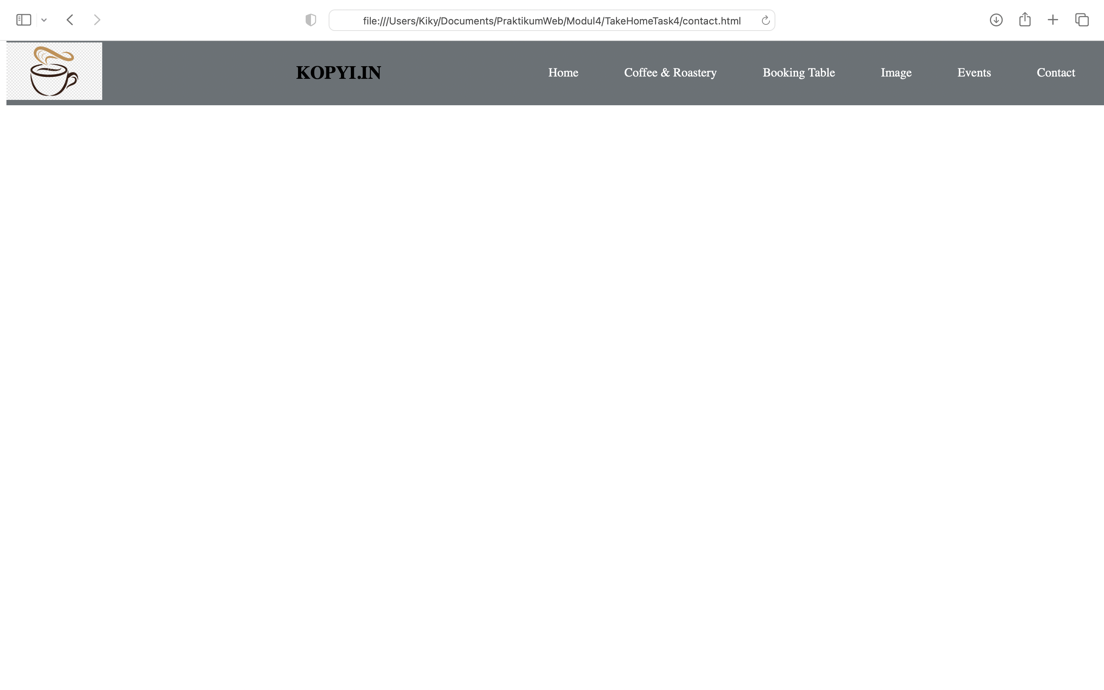 file:///Users/Kiky/Documents/PraktikumWeb/Modul4/TakeHomeTask4/contact.html
KOPYI.IN Home Coffee & Roastery Booking Table Image Events Contact